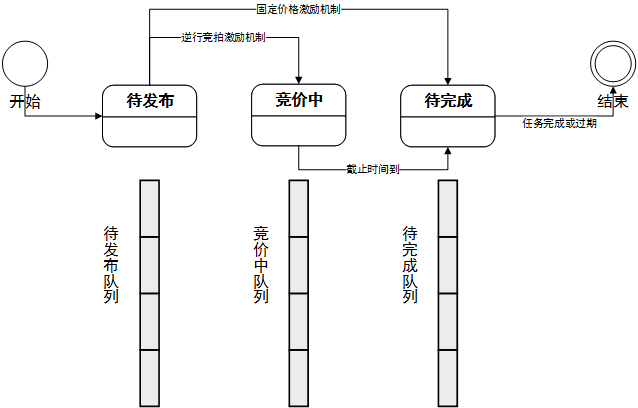 固定价格激励机制
逆行竞拍激励机制
开始
待发布
竞价中
待完成
结束
任务完成或过期
截止时间到
待发布队列
竞价中队列
待完成队列